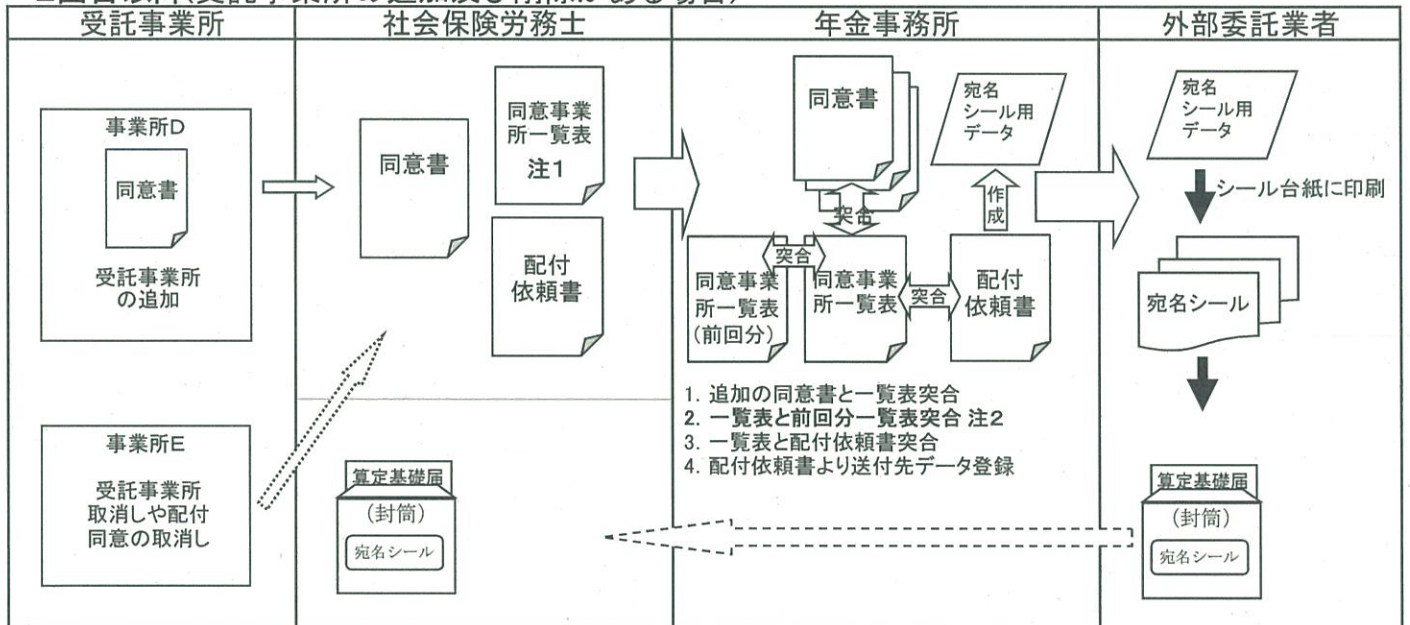 受託事業所
社会保険労務士
年金事務所
外部委託業者
事業所D
同意書
受託事業所
の追加
事業所E
受託事業所
取消しや配付
同意の取消し
同意書
同意事業
所一覧表
注1
配付
依頼書
算定基礎届
(封筒)
宛名シール
同意書
宛名
シール用
データ
突合
作
成
突合
同意事業
所一覧表
(前回分)
同意事業
所一覧表
突合
配付
依頼書
1. 追加の同意書と一覧表突合
2. 一覧表と前回分一覧表突合 注2
3. 一覧表と配付依頼書突合
4. 配付依頼書より送付先データ登録
宛名
シール用
データ
シール台紙に印刷
宛名シール
算定基礎届
(封筒)
宛名シール